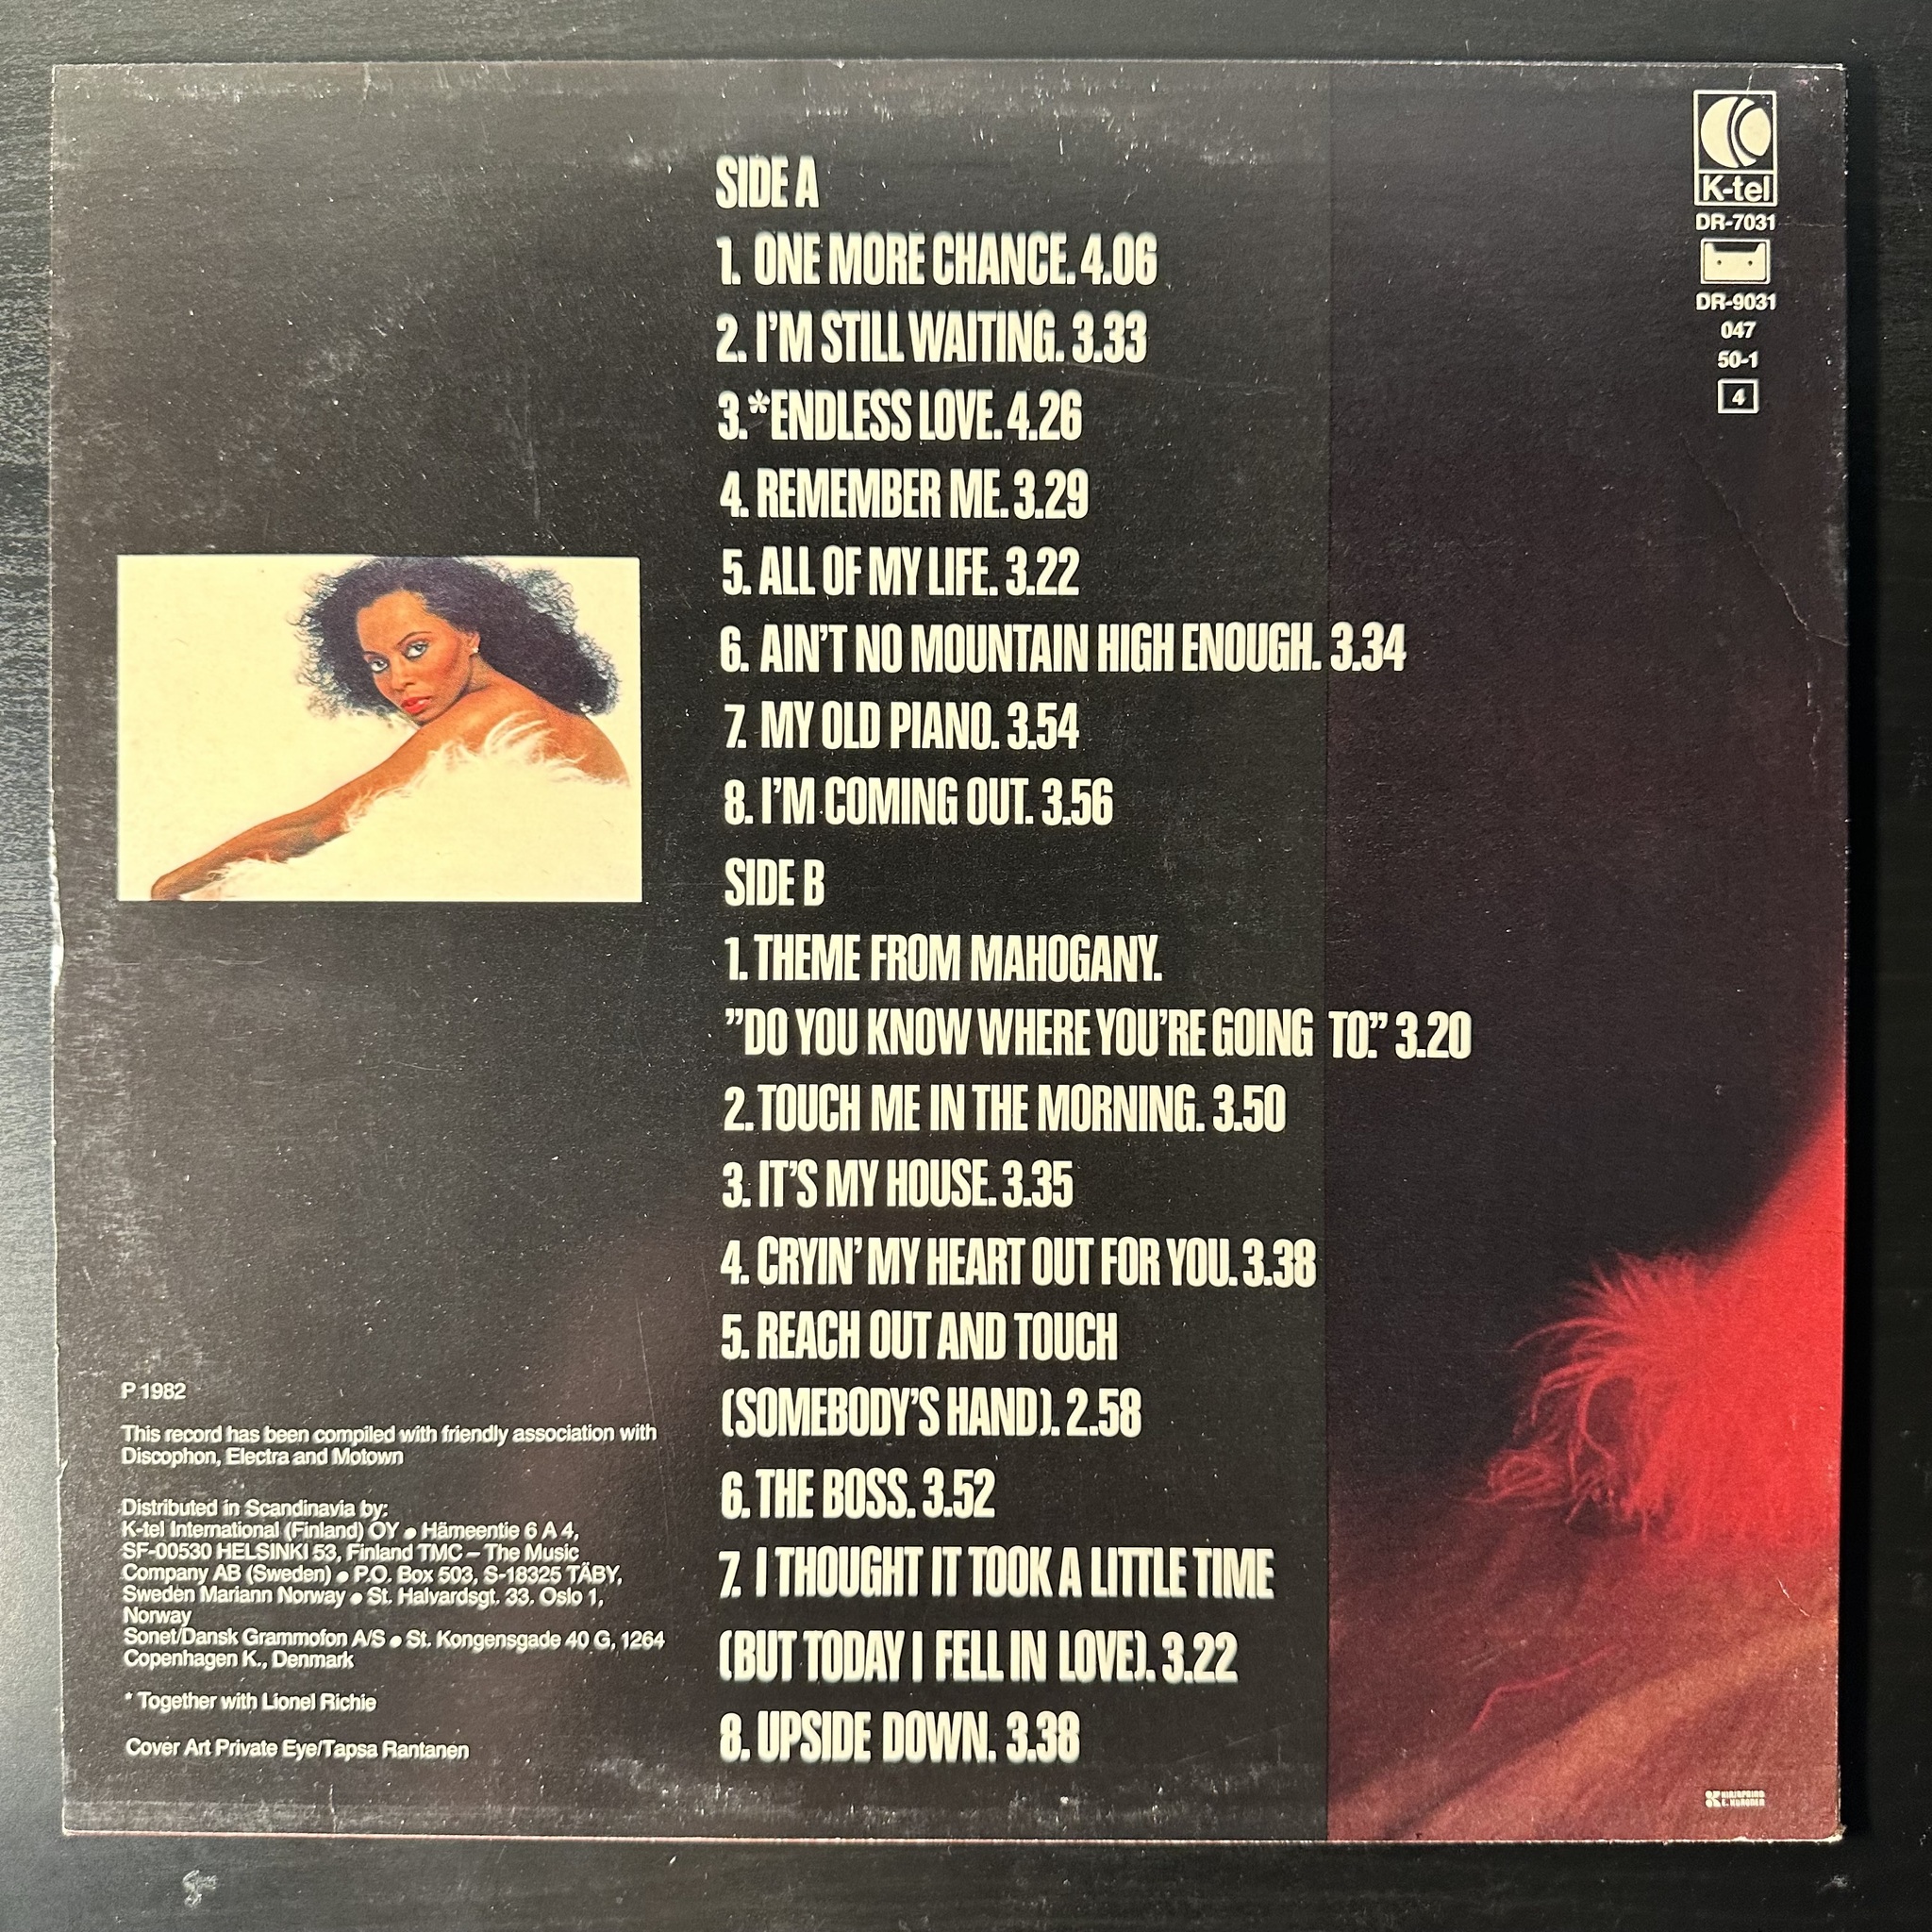 K-tel
DR-7031
DR-9031
047
50-1
4
SIDE A
1. ONE MORE CHANCE. 4.06
2. I'M STILL WAITING. 3.33
3.*ENDLESS LOVE. 4.26
4. REMEMBER ME. 3.29
5. ALL OF MY LIFE. 3.22
6. AIN'T NO MOUNTAIN HIGH ENOUGH. 3.34
7. MY OLD PIANO. 3.54
8. I'M COMING OUT. 3.56
SIDE B
1. THEME FROM MAHOGANY.
”DO YOU KNOW WHERE YOU'RE GOING TO.” 3.20
2. TOUCH ME IN THE MORNING. 3.50
3. IT'S MY HOUSE. 3.35
4. CRYIN' MY HEART OUT FOR YOU. 3.38
5. REACH OUT AND TOUCH
(SOMEBODY'S HAND). 2.58
6. THE BOSS. 3.52
7. I THOUGHT IT TOOK A LITTLE TIME
(BUT TODAY I FELL IN LOVE). 3.22
8. UPSIDE DOWN. 3.38
P 1982
This record has been compiled with friendly association with
Discophon, Electra and Motown
Distributed in Scandinavia by:
K-tel International (Finland) OY ● Hämeentie 6 A 4,
SF-00530 HELSINKI 53, Finland TMC – The Music
Company AB (Sweden) ● P.O. Box 503, S-18325 TÄBY,
Sweden Mariann Norway ● St. Halvardsgt. 33. Oslo 1,
Norway
Sonet/Dansk Grammofon A/S ● St. Kongensgade 40 G, 1264
Copenhagen K., Denmark
* Together with Lionel Richie
Cover Art Private Eye/Tapsa Rantanen